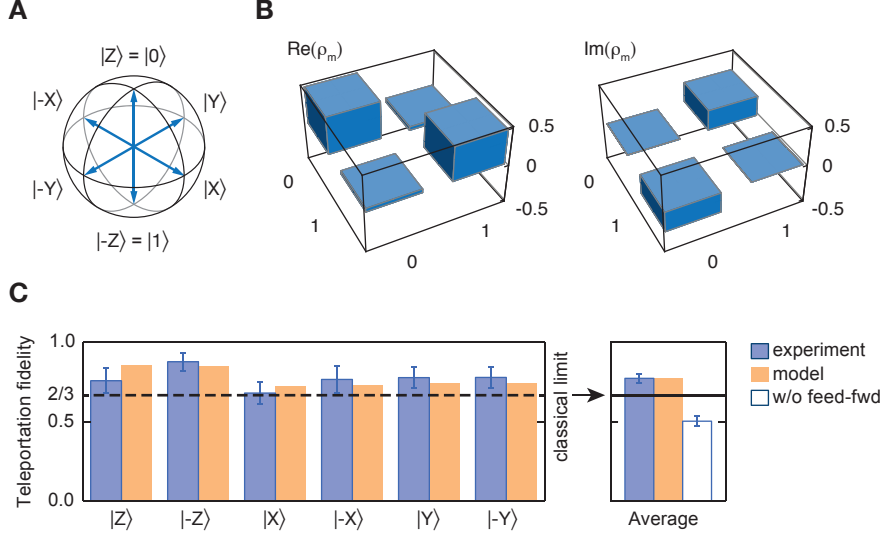 A
|Z⟩ = |0⟩
|-X⟩
|Y⟩
|-Y⟩
|X⟩
|-Z⟩ = |1⟩
B
Re(ρm)
0.5
0
-0.5
0
1
0
1
Im(ρm)
0.5
0
-0.5
0
1
0
1
C
Teleportation fidelity
1.0
2/3
0.5
0.0
|Z⟩
|-Z⟩
|X⟩
|-X⟩
|Y⟩
|-Y⟩
classical limit
Average
experiment
model
w/o feed-fwd